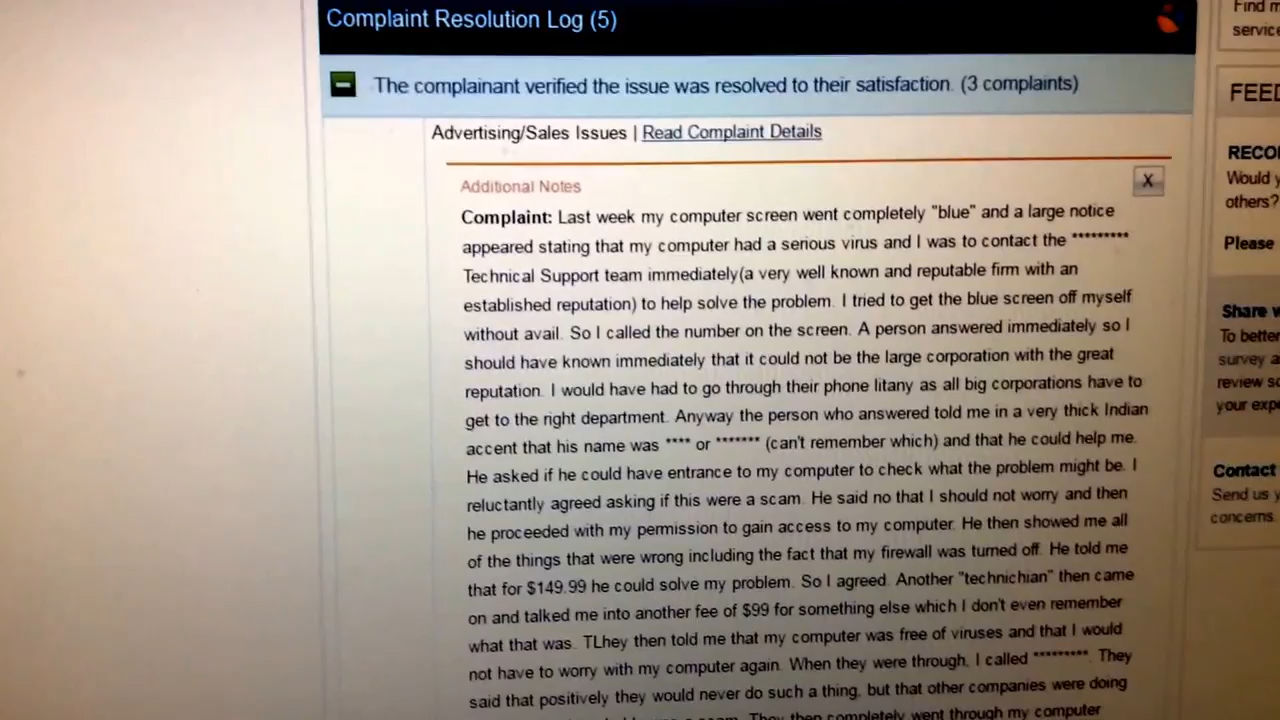 Complaint Resolution Log (5)
The complainant verified the issue was resolved to their satisfaction. (3 complaints)
Advertising/Sales Issues | Read Complaint Details
Additional Notes
X
Complaint: Last week my computer screen went completely "blue" and a large notice
appeared stating that my computer had a serious virus and I was to contact the *********
Technical Support team immediately(a very well known and reputable firm with an
established reputation) to help solve the problem. I tried to get the blue screen off myself
without avail. So I called the number on the screen. A person answered immediately so I
should have known immediately that it could not be the large corporation with the great
reputation. I would have had to go through their phone litany as all big corporations have to
get to the right department. Anyway the person who answered told me in a very thick Indian
accent that his name was **** or ******* (can't remember which) and that he could help me.
He asked if he could have entrance to my computer to check what the problem might be. I
reluctantly agreed asking if this were a scam. He said no that I should not worry and then
he proceeded with my permission to gain access to my computer. He then showed me all
of the things that were wrong including the fact that my firewall was turned off. He told me
that for $149.99 he could solve my problem. So I agreed. Another "technichian" then came
on and talked me into another fee of $99 for something else which I don't even remember
what that was. TLhey then told me that my computer was free of viruses and that I would
not have to worry with my computer again. When they were through, I called *********. They
said that positively they would never do such a thing, but that other companies were doing
They then completely went through my computer
Find m
service
FEED
RECO
Would y
others?
Please
Share w
To better
survey a
review so
your expe
Contact
Send us y
concerns.